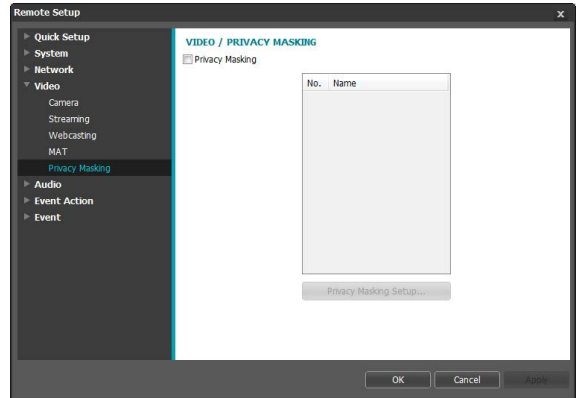 Remote Setup
x
Quick Setup
System
Network
Video
Camera
Streaming
Webcasting
MAT
Privacy Masking
Audio
Event Action
Event
VIDEO / PRIVACY MASKING
Privacy Masking
No. Name
Privacy Masking Setup...
OK Cancel Apply